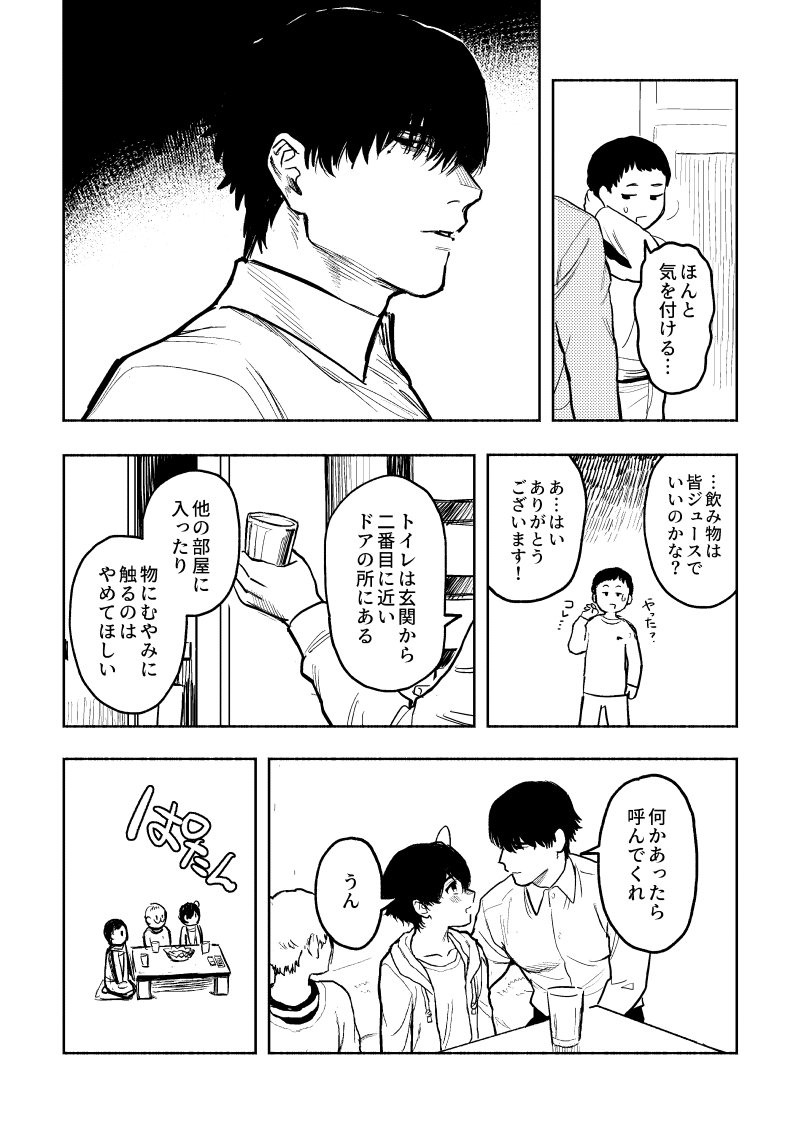 ほんと
気を付ける…
…飲み物は
皆ジュースで
いいのかな?
あ…はい
ありがとう
ございます!
やった?
コレ…
トイレは玄関から
二番目に近い
ドアの所にある
他の部屋に
入ったり
物にむやみに
触るのは
やめてほしい
何かあったら
呼んでくれ
うん
ぱたん